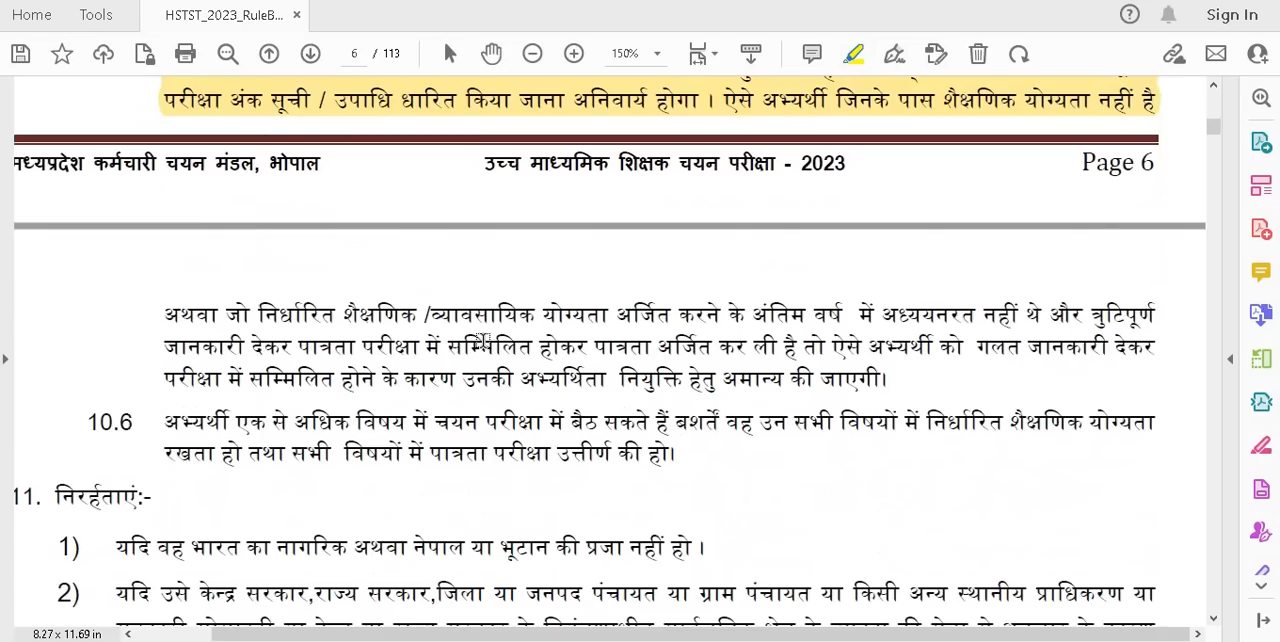 Home
Tools
HSTST_2023_RuleB...
Sign In
6 / 113
150%
परीक्षा अंक सूची / उपाधि धारित किया जाना अनिवार्य होगा । ऐसे अभ्यर्थी जिनके पास शैक्षणिक योग्यता नहीं है
मध्यप्रदेश कर्मचारी चयन मंडल, भोपाल उच्च माध्यमिक शिक्षक चयन परीक्षा - 2023 Page 6
अथवा जो निर्धारित शैक्षणिक /व्यावसायिक योग्यता अर्जित करने के अंतिम वर्ष में अध्ययनरत नहीं थे और त्रुटिपूर्ण
जानकारी देकर पात्रता परीक्षा में सम्मिलित होकर पात्रता अर्जित कर ली है तो ऐसे अभ्यर्थी को गलत जानकारी देकर
परीक्षा में सम्मिलित होने के कारण उनकी अभ्यर्थिता नियुक्ति हेतु अमान्य की जाएगी।
10.6 अभ्यर्थी एक से अधिक विषय में चयन परीक्षा में बैठ सकते हैं बशर्तें वह उन सभी विषयों में निर्धारित शैक्षणिक योग्यता
रखता हो तथा सभी विषयों में पात्रता परीक्षा उत्तीर्ण की हो।
11. निरर्हताएं:-
1) यदि वह भारत का नागरिक अथवा नेपाल या भूटान की प्रजा नहीं हो ।
2) यदि उसे केन्द्र सरकार,राज्य सरकार,जिला या जनपद पंचायत या ग्राम पंचायत या किसी अन्य स्थानीय प्राधिकरण या
8.27 x 11.69 in